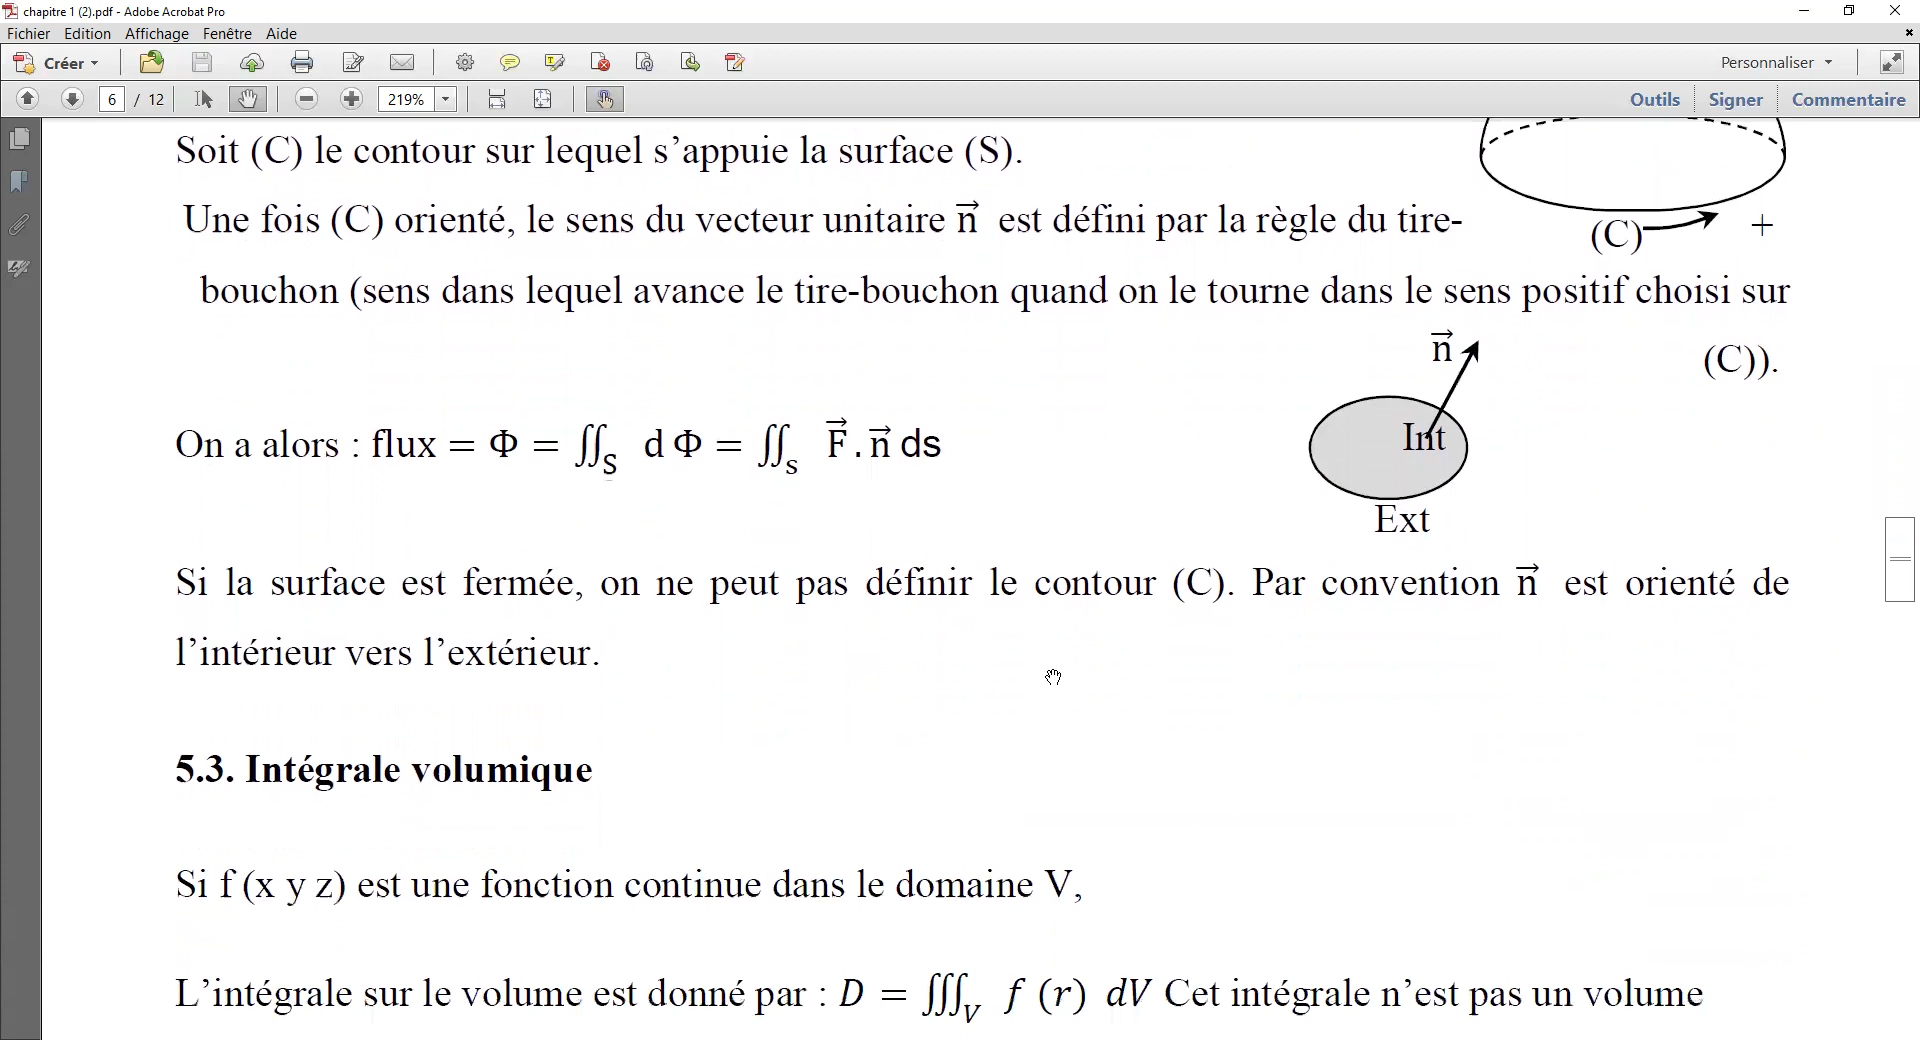 chapitre 1 (2).pdf - Adobe Acrobat Pro
Fichier Edition Affichage Fenêtre Aide
Créer
Personnaliser
6 / 12
219%
Outils Signer Commentaire
Soit (C) le contour sur lequel s’appuie la surface (S).
Une fois (C) orienté, le sens du vecteur unitaire n⃗ est défini par la règle du tire-
(C) +
bouchon (sens dans lequel avance le tire-bouchon quand on le tourne dans le sens positif choisi sur
(C)).
n⃗
Int
Ext
On a alors : flux = Φ = ∬_S d Φ = ∬_s F⃗ . n⃗ ds
Si la surface est fermée, on ne peut pas définir le contour (C). Par convention n⃗ est orienté de
l’intérieur vers l’extérieur.
5.3. Intégrale volumique
Si f (x y z) est une fonction continue dans le domaine V,
L’intégrale sur le volume est donné par : D = ∭_V f (r) dV Cet intégrale n’est pas un volume